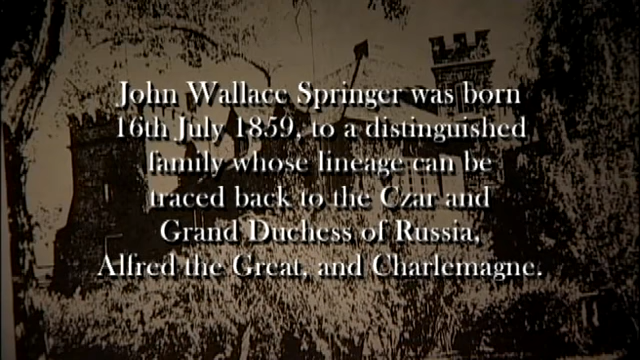 John Wallace Springer was born
16th July 1859, to a distinguished
family whose lineage can be
traced back to the Czar and
Grand Duchess of Russia,
Alfred the Great, and Charlemagne.